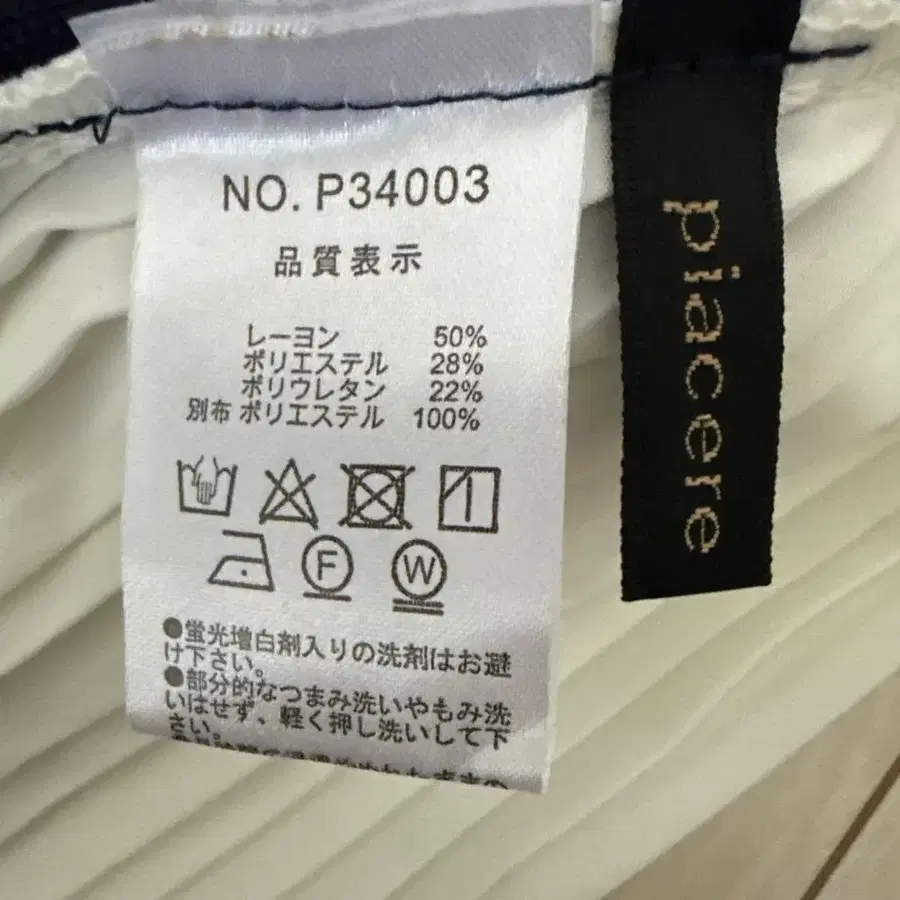 NO. P34003
品質表示
レーヨン 50%
ポリエステル 28%
ポリウレタン 22%
別布 ポリエステル 100%
F W
●蛍光増白剤入りの洗剤はお避
け下さい。
●部分的なつまみ洗いやもみ洗
いはせず、軽く押し洗いして下
さい。
piacere